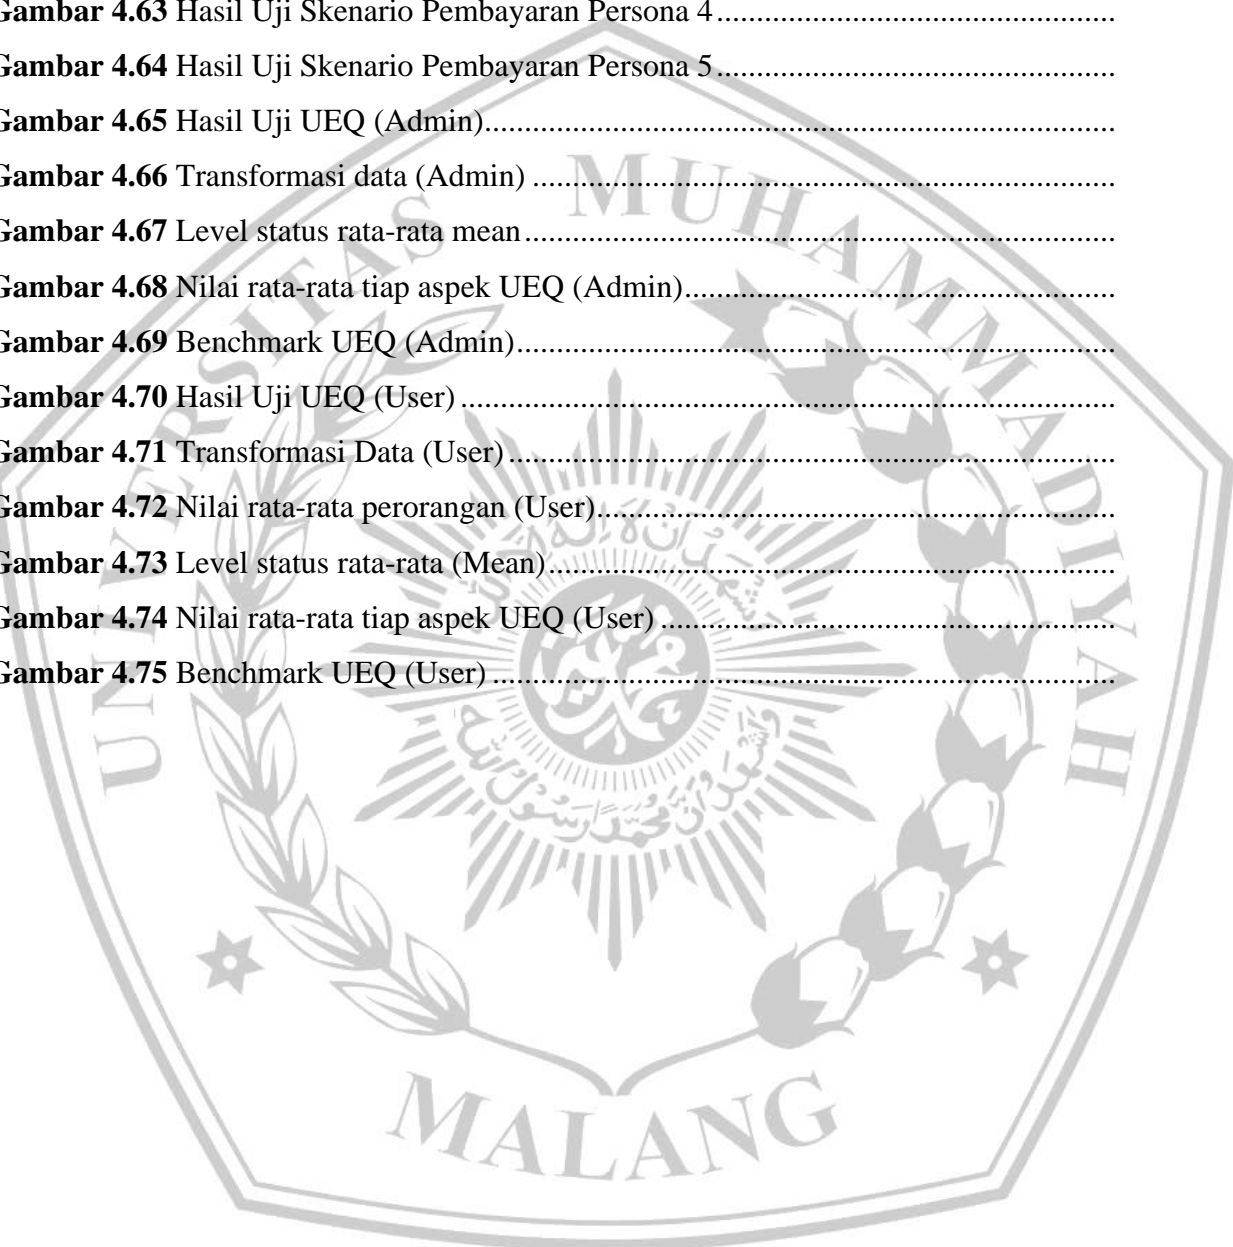 Gambar 4.63 Hasil Uji Skenario Pembayaran Persona 4..................................................
Gambar 4.64 Hasil Uji Skenario Pembayaran Persona 5..................................................
Gambar 4.65 Hasil Uji UEQ (Admin)...............................................................................
Gambar 4.66 Transformasi data (Admin) .........................................................................
Gambar 4.67 Level status rata-rata mean..........................................................................
Gambar 4.68 Nilai rata-rata tiap aspek UEQ (Admin)......................................................
Gambar 4.69 Benchmark UEQ (Admin)...........................................................................
Gambar 4.70 Hasil Uji UEQ (User) ..................................................................................
Gambar 4.71 Transformasi Data (User)............................................................................
Gambar 4.72 Nilai rata-rata perorangan (User).................................................................
Gambar 4.73 Level status rata-rata (Mean).......................................................................
Gambar 4.74 Nilai rata-rata tiap aspek UEQ (User) .........................................................
Gambar 4.75 Benchmark UEQ (User) ..............................................................................
UNIVERSITAS MUHAMMADIYAH
MALANG